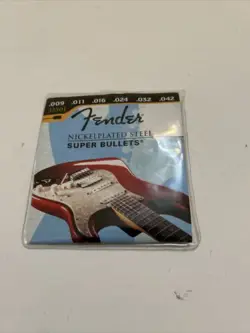 .009 .011 .016 .024 .032 .042
Fender
NICKELPLATED STEEL
SUPER BULLETS®